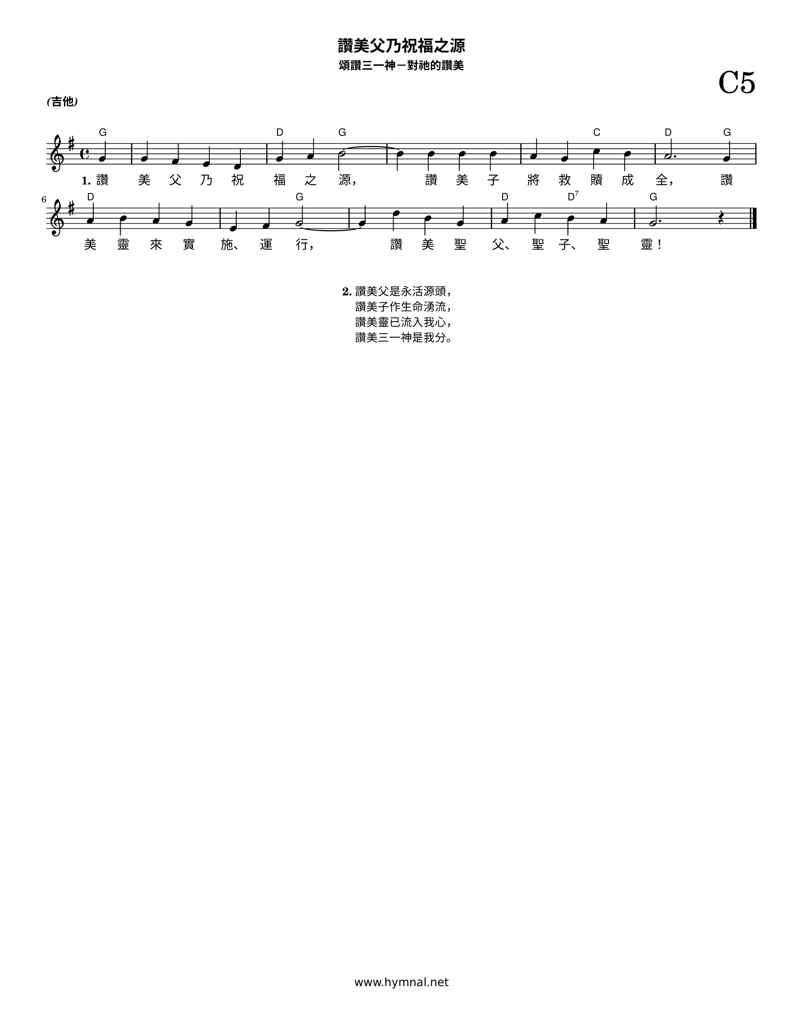 讚美父乃祝福之源
頌讚三一神－對祂的讚美
C5
(吉他)
G D G C D G
1. 讚 美 父 乃 祝 福 之 源， 讚 美 子 將 救 贖 成 全， 讚
6 D G D D7 G
美 靈 來 實 施、 運 行， 讚 美 聖 父、 聖 子、 聖 靈！
2. 讚美父是永活源頭，
讚美子作生命湧流，
讚美靈已流入我心，
讚美三一神是我分。
www.hymnal.net